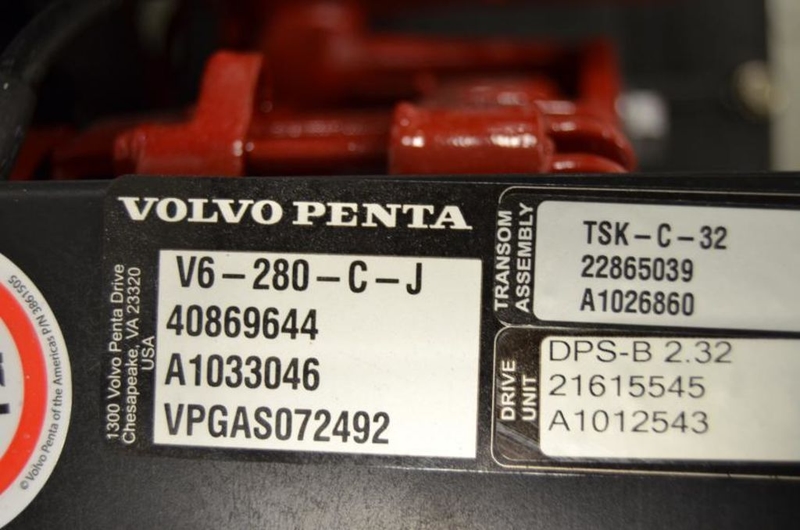 VOLVO PENTA
V6-280-C-J
40869644
A1033046
VPGAS072492
1300 Volvo Penta Drive
Chesapeake, VA 23320
USA
TRANSOM
ASSEMBLY
TSK-C-32
22865039
A1026860
DRIVE
UNIT
DPS-B 2.32
21615545
A1012543
©Volvo Penta of the Americas P/N 3861505